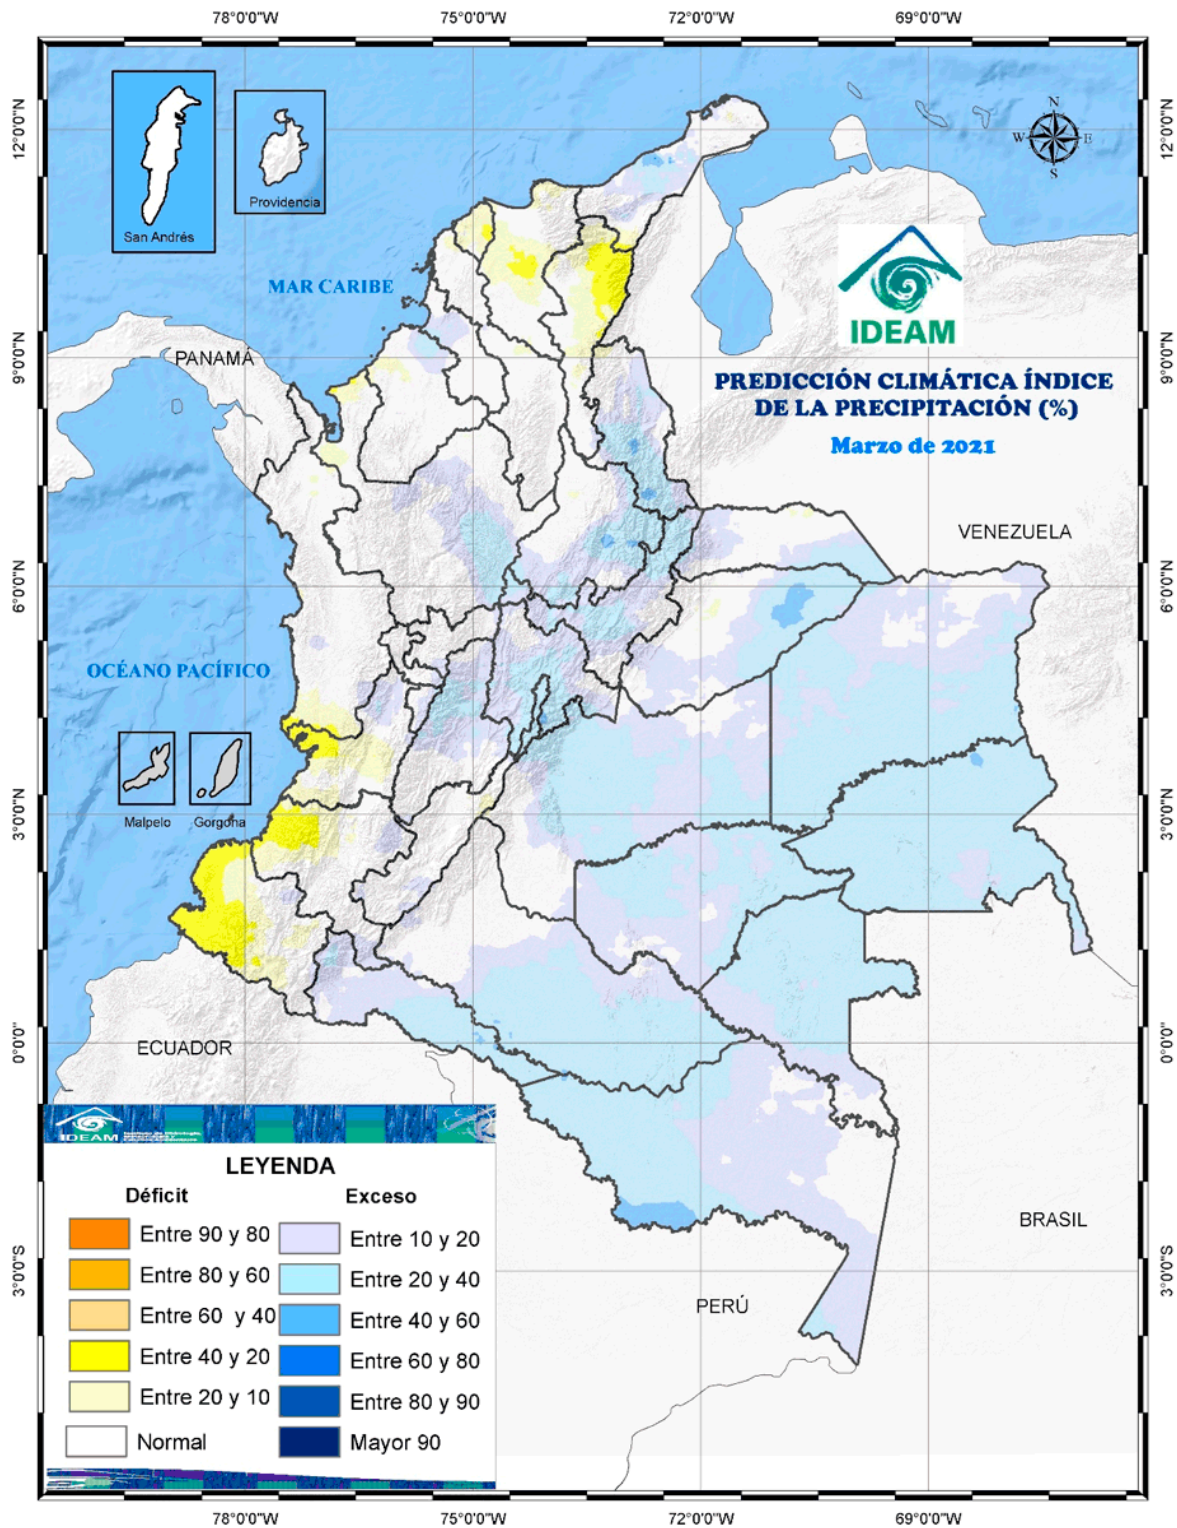 78°0'0"W
75°0'0"W
72°0'0"W
69°0'0"W
12°0'0"N
12°0'0"N
N
W
E
S
San Andrés
Providencia
MAR CARIBE
IDEAM
PANAMÁ
9°0'0"N
9°0'0"N
PREDICCIÓN CLIMÁTICA ÍNDICE
DE LA PRECIPITACIÓN (%)
Marzo de 2021
VENEZUELA
6°0'0"N
6°0'0"N
OCÉANO PACÍFICO
Malpelo
Gorgona
3°0'0"N
3°0'0"N
ECUADOR
0°0'0"
0°0'0"
IDEAM
LEYENDA
Déficit
Entre 90 y 80
Entre 80 y 60
Entre 60 y 40
Entre 40 y 20
Entre 20 y 10
Normal
Exceso
Entre 10 y 20
Entre 20 y 40
Entre 40 y 60
Entre 60 y 80
Entre 80 y 90
Mayor 90
BRASIL
PERÚ
3°0'0"S
3°0'0"S
78°0'0"W
75°0'0"W
72°0'0"W
69°0'0"W